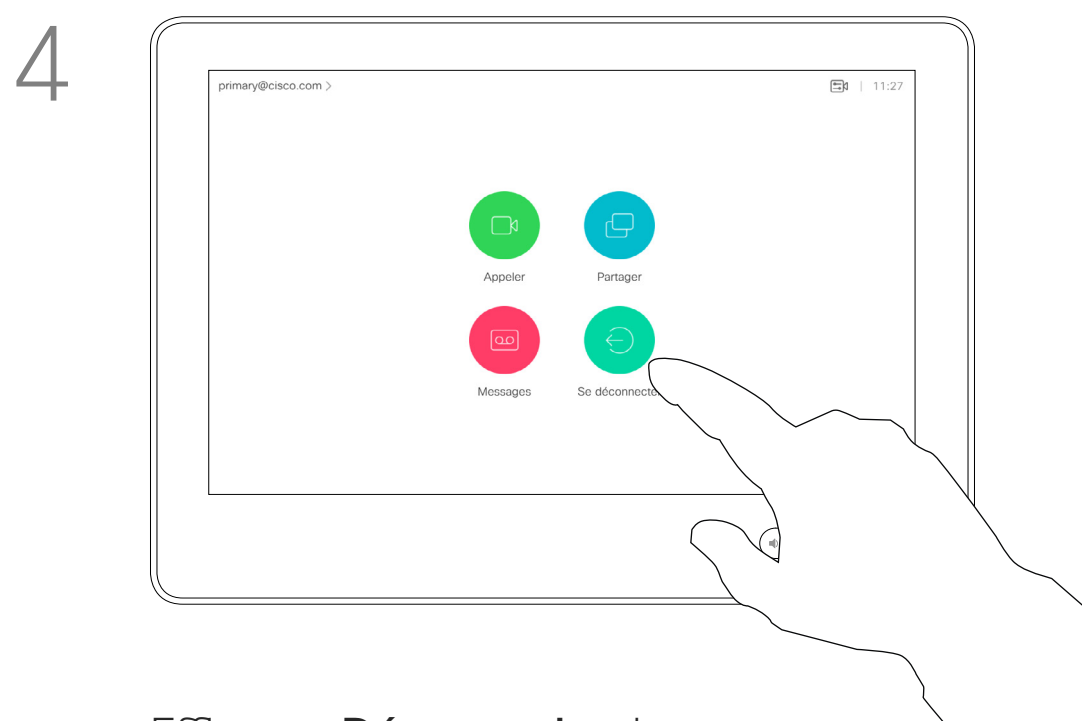 4
primary@cisco.com >
11:27
Appeler
Partager
Messages
Se déconnecte